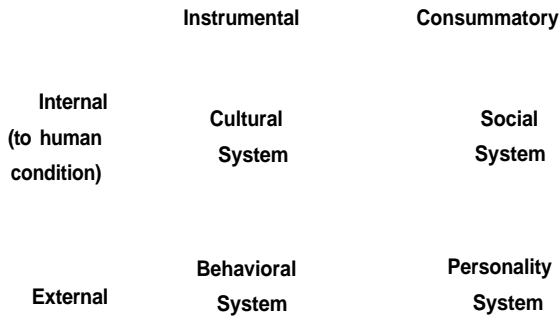 Instrumental Consummatory
Internal
(to human
condition)
Cultural
System
Social
System
External
Behavioral
System
Personality
System